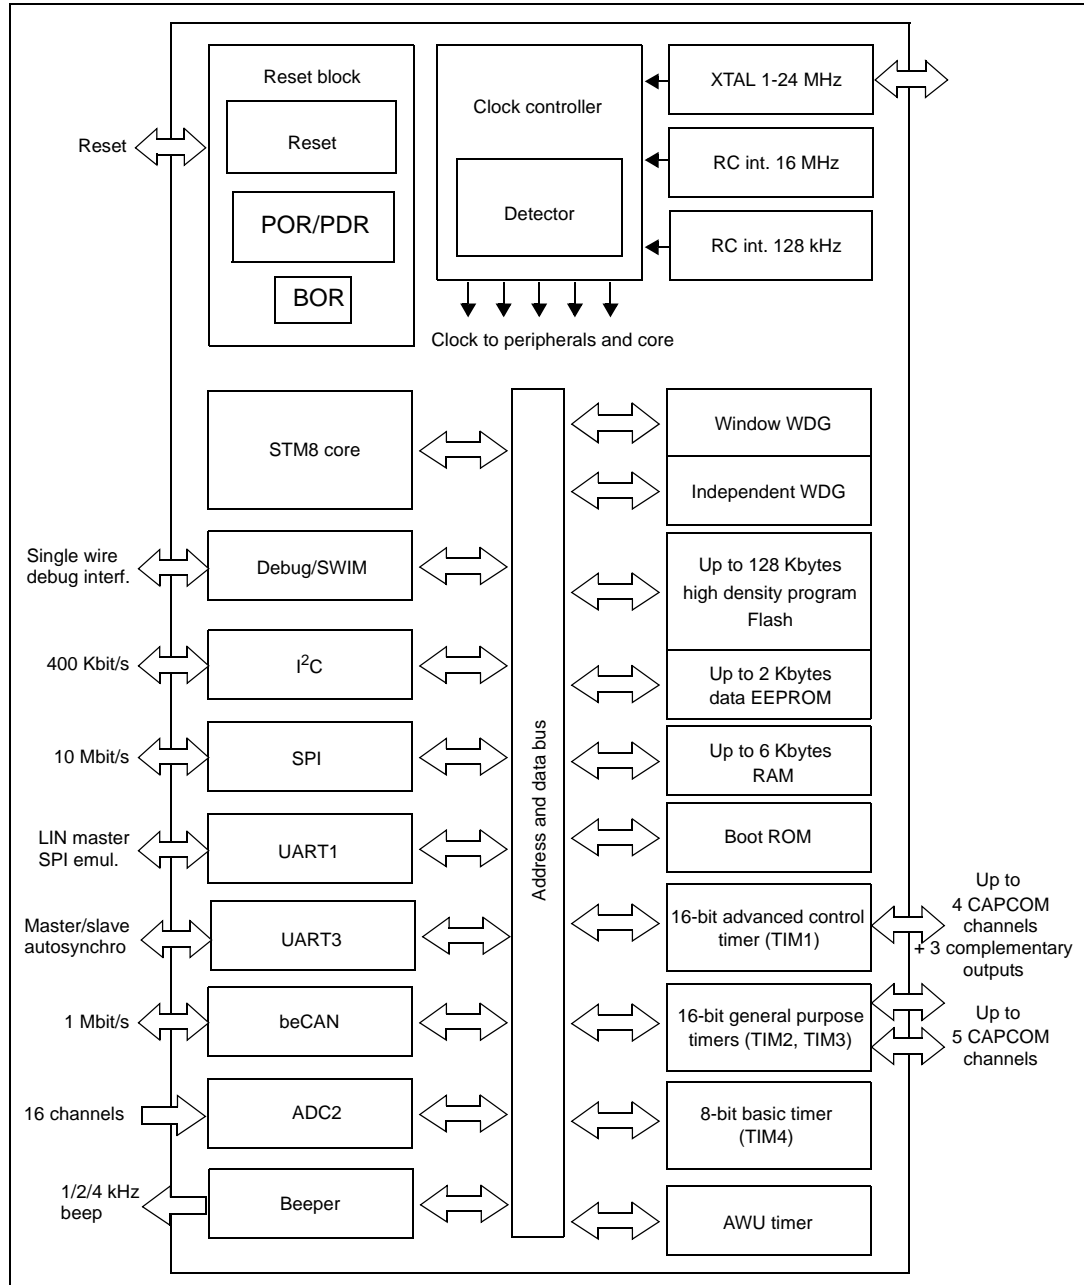 Reset block
Reset
POR/PDR
BOR
Reset
Clock controller
Detector
XTAL 1-24 MHz
RC int. 16 MHz
RC int. 128 kHz
Clock to peripherals and core
STM8 core
Single wire
debug interf.
Debug/SWIM
400 Kbit/s
I²C
10 Mbit/s
SPI
LIN master
SPI emul.
UART1
Master/slave
autosynchro
UART3
1 Mbit/s
beCAN
16 channels
ADC2
1/2/4 kHz
beep
Beeper
Address and data bus
Window WDG
Independent WDG
Up to 128 Kbytes
high density program
Flash
Up to 2 Kbytes
data EEPROM
Up to 6 Kbytes
RAM
Boot ROM
16-bit advanced control
timer (TIM1)
Up to
4 CAPCOM
channels
+ 3 complementary
outputs
16-bit general purpose
timers (TIM2, TIM3)
Up to
5 CAPCOM
channels
8-bit basic timer
(TIM4)
AWU timer